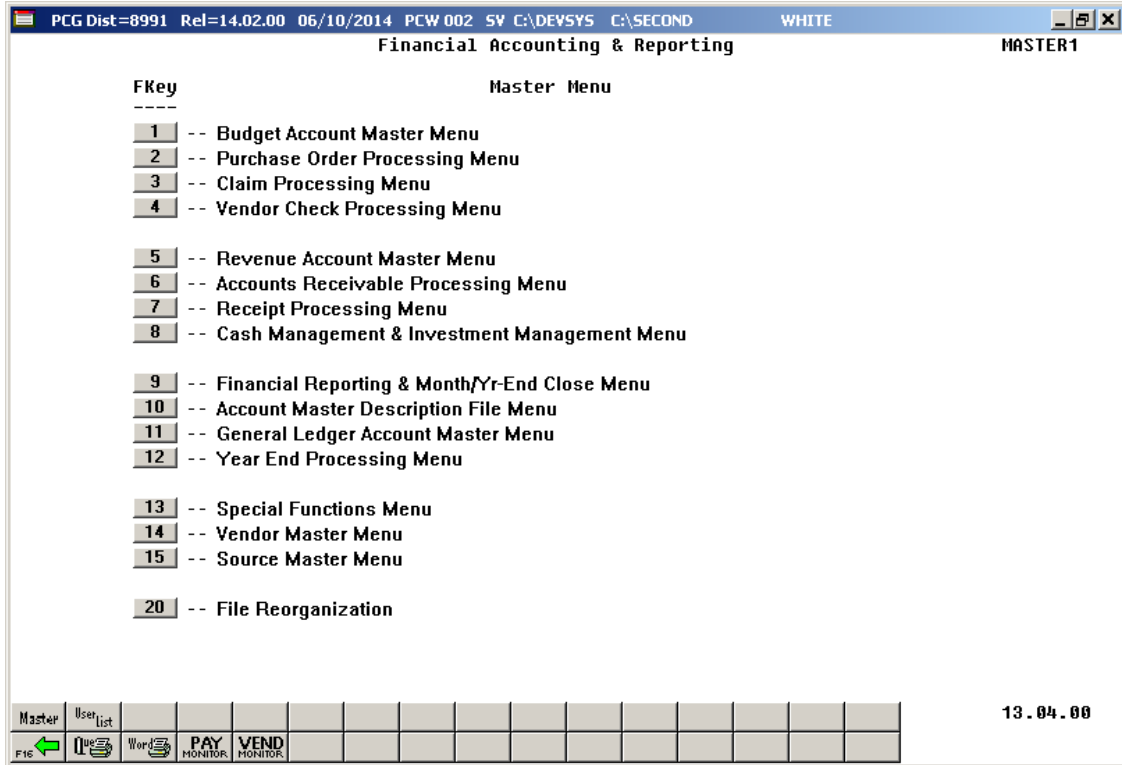 PCG Dist=8991 Rel=14.02.00 06/10/2014 PCW 002 SV C:\DEVSYS C:\SECOND WHITE
Financial Accounting & Reporting MASTER1
FKey Master Menu
----
1 -- Budget Account Master Menu
2 -- Purchase Order Processing Menu
3 -- Claim Processing Menu
4 -- Vendor Check Processing Menu
5 -- Revenue Account Master Menu
6 -- Accounts Receivable Processing Menu
7 -- Receipt Processing Menu
8 -- Cash Management & Investment Management Menu
9 -- Financial Reporting & Month/Yr-End Close Menu
10 -- Account Master Description File Menu
11 -- General Ledger Account Master Menu
12 -- Year End Processing Menu
13 -- Special Functions Menu
14 -- Vendor Master Menu
15 -- Source Master Menu
20 -- File Reorganization
Master User List 13.04.00
F16 Que Word PAY MONITOR VEND MONITOR